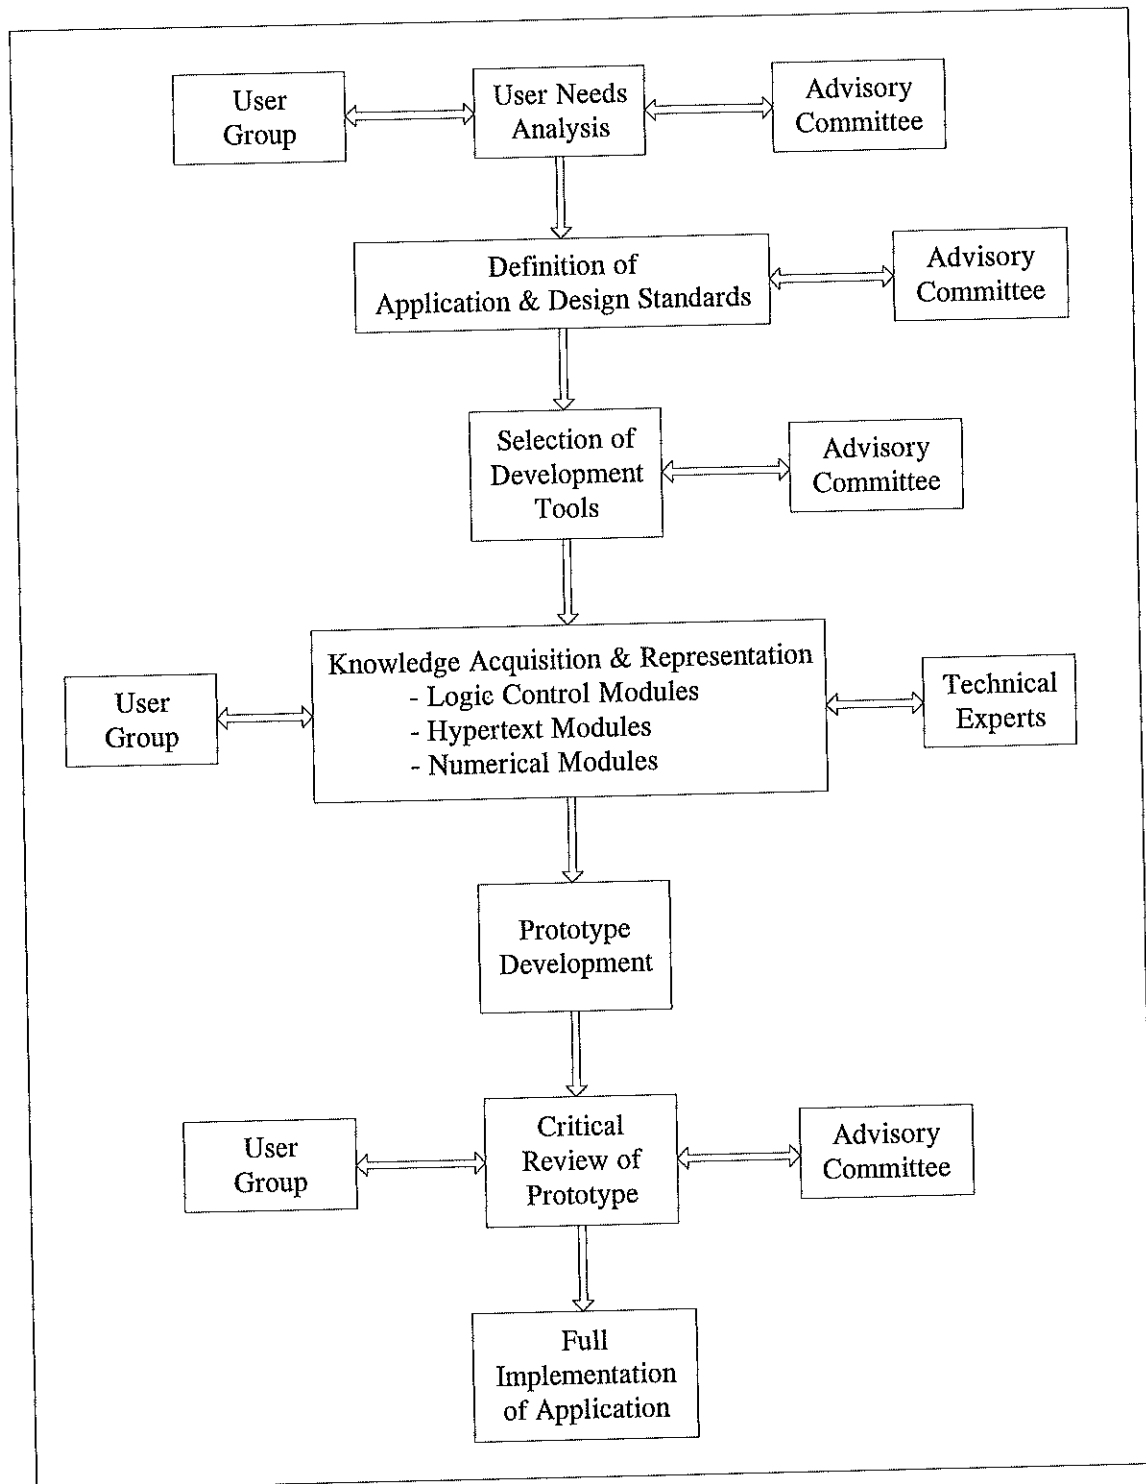 User
Group
User Needs
Analysis
Advisory
Committee
Definition of
Application & Design Standards
Advisory
Committee
Selection of
Development
Tools
Advisory
Committee
User
Group
Knowledge Acquisition & Representation
- Logic Control Modules
- Hypertext Modules
- Numerical Modules
Technical
Experts
Prototype
Development
User
Group
Critical
Review of
Prototype
Advisory
Committee
Full
Implementation
of Application